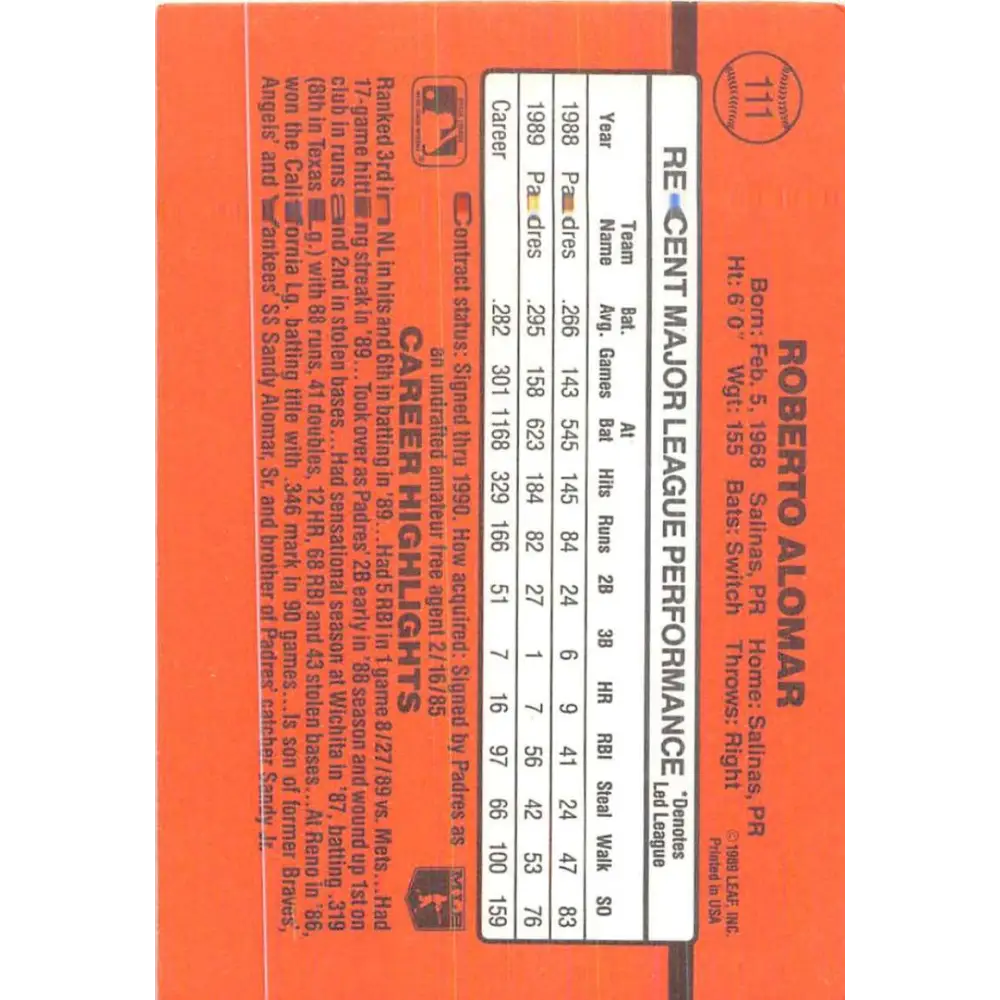 111
ROBERTO ALOMAR
Born: Feb. 5, 1968 Salinas, PR Home: Salinas, PR
Ht: 6'0" Wgt: 155 Bats: Switch Throws: Right
©1989 LEAF, INC.
Printed in USA
RECENT MAJOR LEAGUE PERFORMANCE
*Denotes
Led League
Year Team Name Bat. Avg. Games At Bat Hits Runs 2B 3B HR RBI Steal Walk SO
1988 Padres .266 143 545 145 84 24 6 9 41 24 47 83
1989 Padres .295 158 623 184 82 27 1 7 56 42 53 76
Career .282 301 1168 329 166 51 7 16 97 66 100 159
Contract status: Signed thru 1990. How acquired: Signed by Padres as
an undrafted amateur free agent 2/16/85
CAREER HIGHLIGHTS
MLB
Ranked 3rd in NL in hits and 6th in batting in '89...Had 5 RBI in 1 game 8/27/89 vs. Mets...Had
17-game hitting streak in '89...Took over as Padres' 2B early in '88 season and wound up 1st on
club in runs and 2nd in stolen bases...Had sensational season at Wichita in '87, batting .319
(8th in Texas Lg.) with 88 runs, 41 doubles, 12 HR, 68 RBI and 43 stolen bases...At Reno in '86,
won the California Lg. batting title with .346 mark in 90 games...Is son of former Braves',
Angels' and Yankees' SS Sandy Alomar, Sr. and brother of Padres' catcher Sandy Jr.